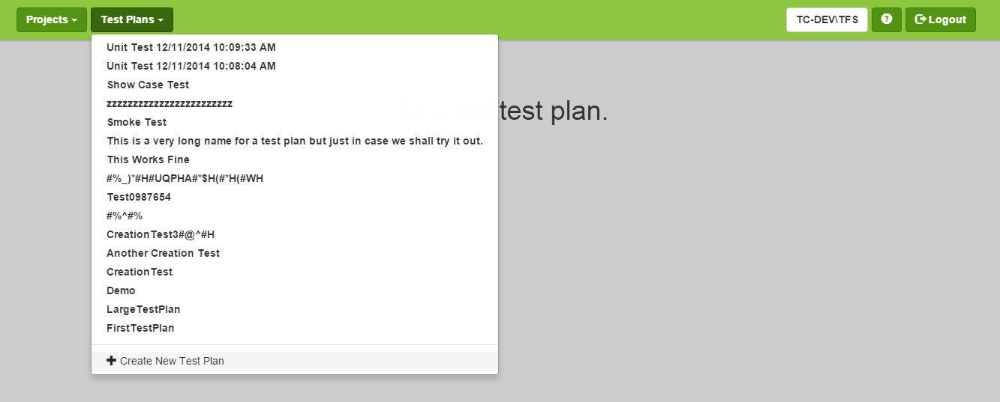 Projects
Test Plans
TC-DEV\TFS
Logout
Unit Test 12/11/2014 10:09:33 AM
Unit Test 12/11/2014 10:08:04 AM
Show Case Test
zzzzzzzzzzzzzzzzzzzzzzzz
Smoke Test
test plan.
This is a very long name for a test plan but just in case we shall try it out.
This Works Fine
#%_)*#H#UQPHA#*$H(#*H(#WH
Test0987654
#%^#%
CreationTest3#@^#H
Another Creation Test
CreationTest
Demo
LargeTestPlan
FirstTestPlan
Create New Test Plan